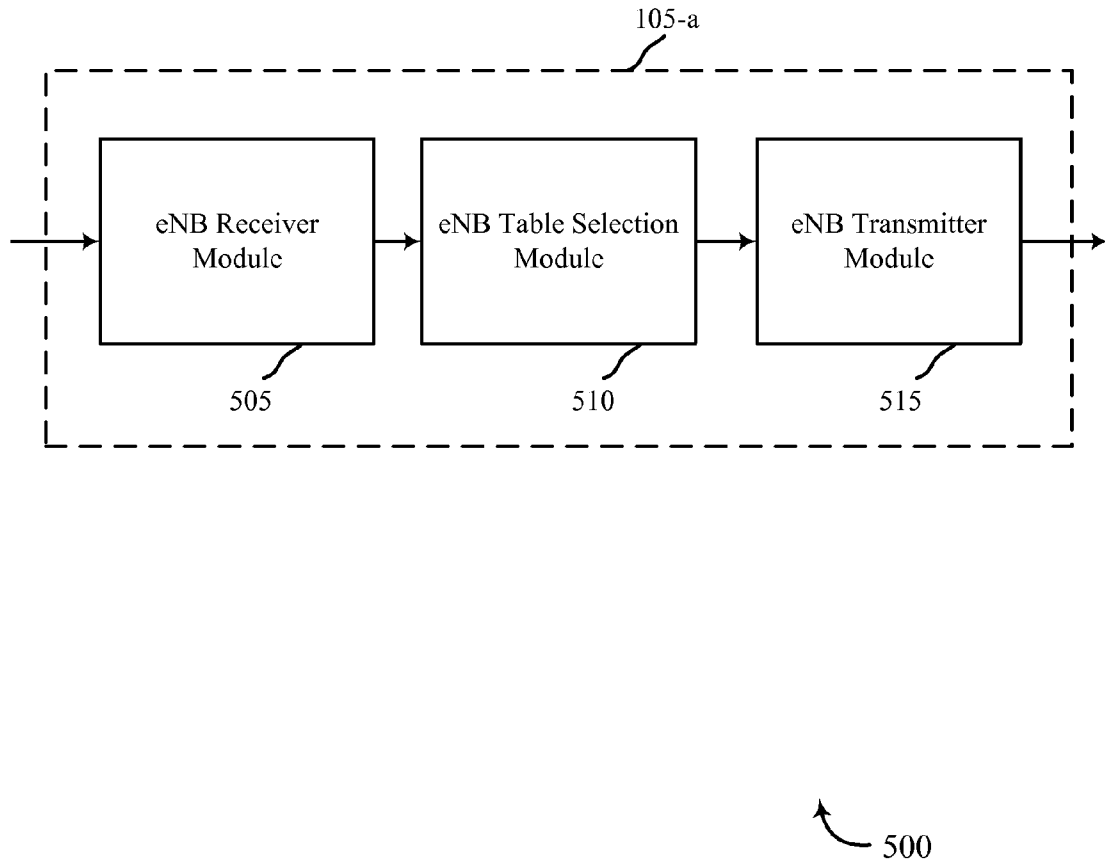 105-a
eNB Receiver
Module
eNB Table Selection
Module
eNB Transmitter
Module
505
510
515
500